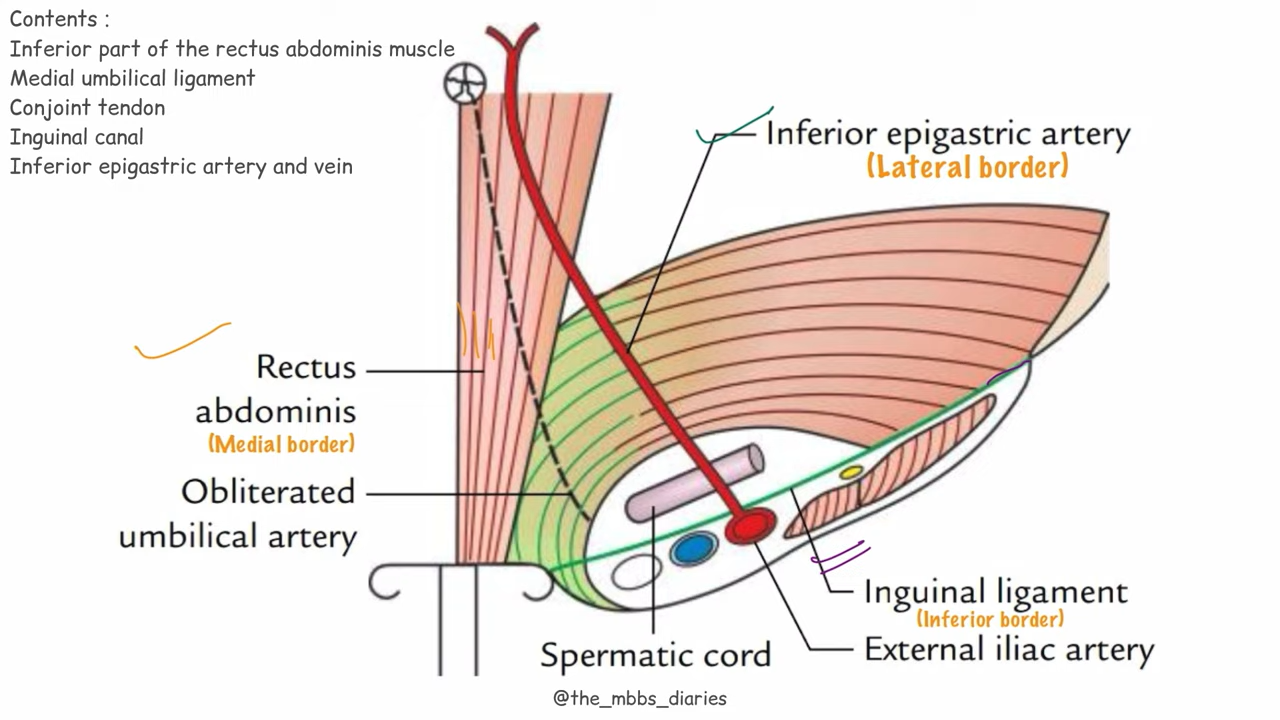 Contents :
Inferior part of the rectus abdominis muscle
Medial umbilical ligament
Conjoint tendon
Inguinal canal
Inferior epigastric artery and vein
Inferior epigastric artery
(Lateral border)
Rectus
abdominis
(Medial border)
Obliterated
umbilical artery
Inguinal ligament
(Inferior border)
External iliac artery
Spermatic cord
@the_mbbs_diaries